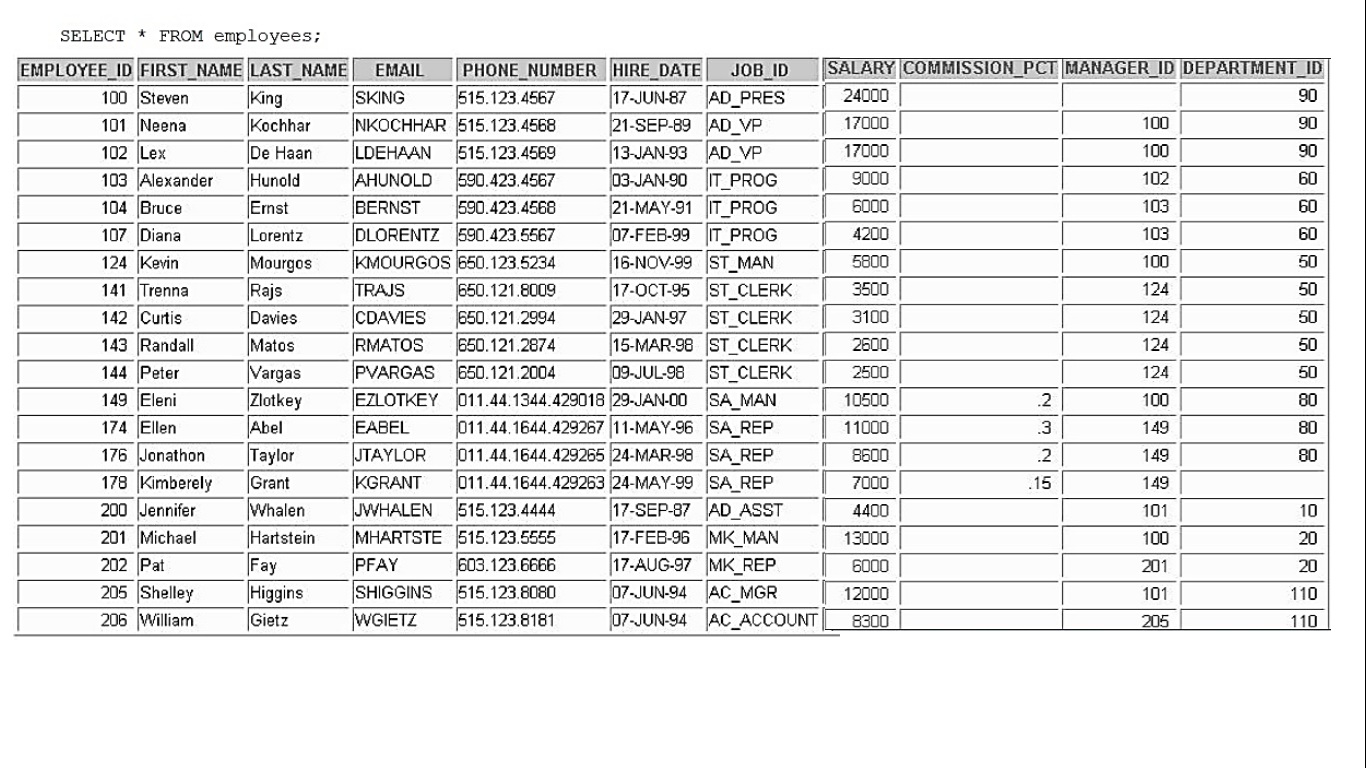 SELECT * FROM employees;
EMPLOYEE_ID FIRST_NAME LAST_NAME EMAIL PHONE_NUMBER HIRE_DATE JOB_ID SALARY COMMISSION_PCT MANAGER_ID DEPARTMENT_ID
100 Steven King SKING 515.123.4567 17-JUN-87 AD_PRES 24000 90
101 Neena Kochhar NKOCHHAR 515.123.4568 21-SEP-89 AD_VP 17000 100 90
102 Lex De Haan LDEHAAN 515.123.4569 13-JAN-93 AD_VP 17000 100 90
103 Alexander Hunold AHUNOLD 590.423.4567 03-JAN-90 IT_PROG 9000 102 60
104 Bruce Ernst BERNST 590.423.4568 21-MAY-91 IT_PROG 6000 103 60
107 Diana Lorentz DLORENTZ 590.423.5567 07-FEB-99 IT_PROG 4200 103 60
124 Kevin Mourgos KMOURGOS 650.123.5234 16-NOV-99 ST_MAN 5800 100 50
141 Trenna Rajs TRAJS 650.121.8009 17-OCT-95 ST_CLERK 3500 124 50
142 Curtis Davies CDAVIES 650.121.2994 29-JAN-97 ST_CLERK 3100 124 50
143 Randall Matos RMATOS 650.121.2874 15-MAR-98 ST_CLERK 2600 124 50
144 Peter Vargas PVARGAS 650.121.2004 09-JUL-98 ST_CLERK 2500 124 50
149 Eleni Zlotkey EZLOTKEY 011.44.1344.429018 29-JAN-00 SA_MAN 10500 .2 100 80
174 Ellen Abel EABEL 011.44.1644.429267 11-MAY-96 SA_REP 11000 .3 149 80
176 Jonathon Taylor JTAYLOR 011.44.1644.429265 24-MAR-98 SA_REP 8600 .2 149 80
178 Kimberely Grant KGRANT 011.44.1644.429263 24-MAY-99 SA_REP 7000 .15 149
200 Jennifer Whalen JWHALEN 515.123.4444 17-SEP-87 AD_ASST 4400 101 10
201 Michael Hartstein MHARTSTE 515.123.5555 17-FEB-96 MK_MAN 13000 100 20
202 Pat Fay PFAY 603.123.6666 17-AUG-97 MK_REP 6000 201 20
205 Shelley Higgins SHIGGINS 515.123.8080 07-JUN-94 AC_MGR 12000 101 110
206 William Gietz WGIETZ 515.123.8181 07-JUN-94 AC_ACCOUNT 8300 205 110